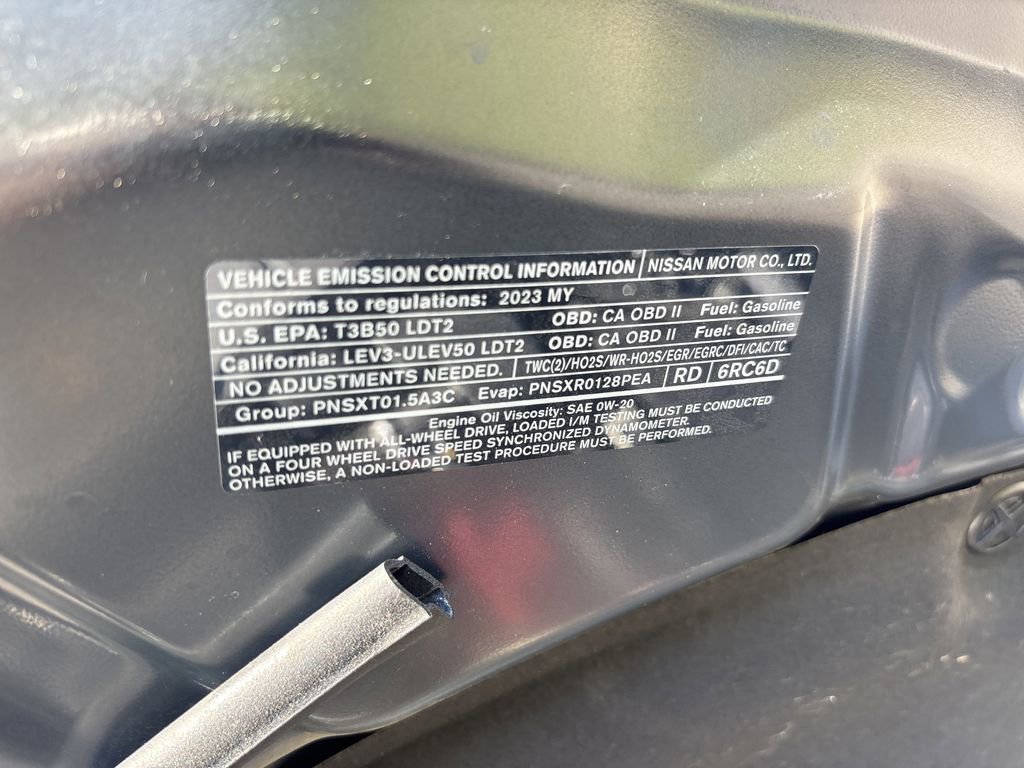 VEHICLE EMISSION CONTROL INFORMATION NISSAN MOTOR CO., LTD.
Conforms to regulations: 2023 MY
U.S. EPA: T3B50 LDT2 OBD: CA OBD II Fuel: Gasoline
California: LEV3-ULEV50 LDT2 OBD: CA OBD II Fuel: Gasoline
NO ADJUSTMENTS NEEDED. TWC(2)/HO2S/WR-HO2S/EGR/EGRC/DFI/CAC/TC
Group: PNSXT01.5A3C Evap: PNSXR0128PEA RD 6RC6D
Engine Oil Viscosity: SAE 0W-20
IF EQUIPPED WITH ALL-WHEEL DRIVE, LOADED I/M TESTING MUST BE CONDUCTED
ON A FOUR WHEEL DRIVE SPEED SYNCHRONIZED DYNAMOMETER.
OTHERWISE, A NON-LOADED TEST PROCEDURE MUST BE PERFORMED.